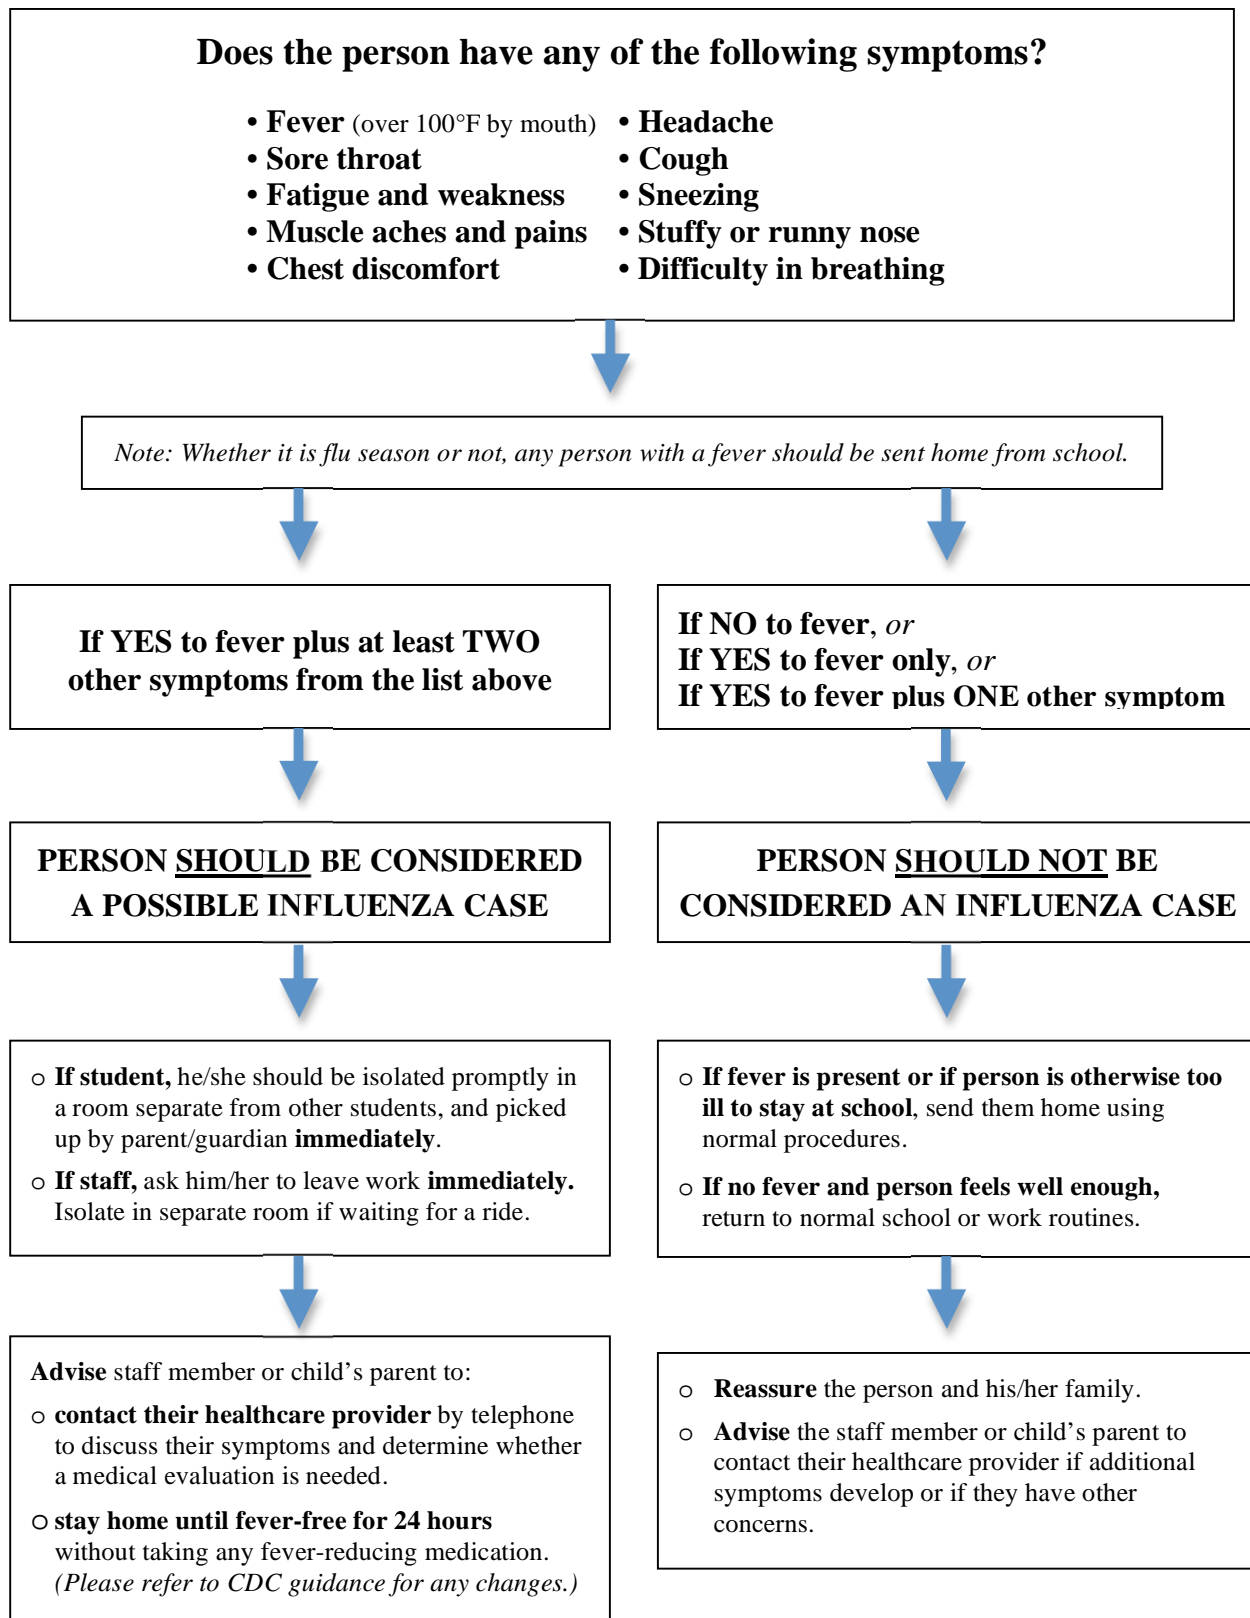 Does the person have any of the following symptoms?
• Fever (over 100°F by mouth)
• Sore throat
• Fatigue and weakness
• Muscle aches and pains
• Chest discomfort
• Headache
• Cough
• Sneezing
• Stuffy or runny nose
• Difficulty in breathing
Note: Whether it is flu season or not, any person with a fever should be sent home from school.
If YES to fever plus at least TWO
other symptoms from the list above
PERSON SHOULD BE CONSIDERED
A POSSIBLE INFLUENZA CASE
o If student, he/she should be isolated promptly in
a room separate from other students, and picked
up by parent/guardian immediately.
o If staff, ask him/her to leave work immediately.
Isolate in separate room if waiting for a ride.
Advise staff member or child’s parent to:
o contact their healthcare provider by telephone
to discuss their symptoms and determine whether
a medical evaluation is needed.
o stay home until fever-free for 24 hours
without taking any fever-reducing medication.
(Please refer to CDC guidance for any changes.)
If NO to fever, or
If YES to fever only, or
If YES to fever plus ONE other symptom
PERSON SHOULD NOT BE
CONSIDERED AN INFLUENZA CASE
o If fever is present or if person is otherwise too
ill to stay at school, send them home using
normal procedures.
o If no fever and person feels well enough,
return to normal school or work routines.
o Reassure the person and his/her family.
o Advise the staff member or child’s parent to
contact their healthcare provider if additional
symptoms develop or if they have other
concerns.